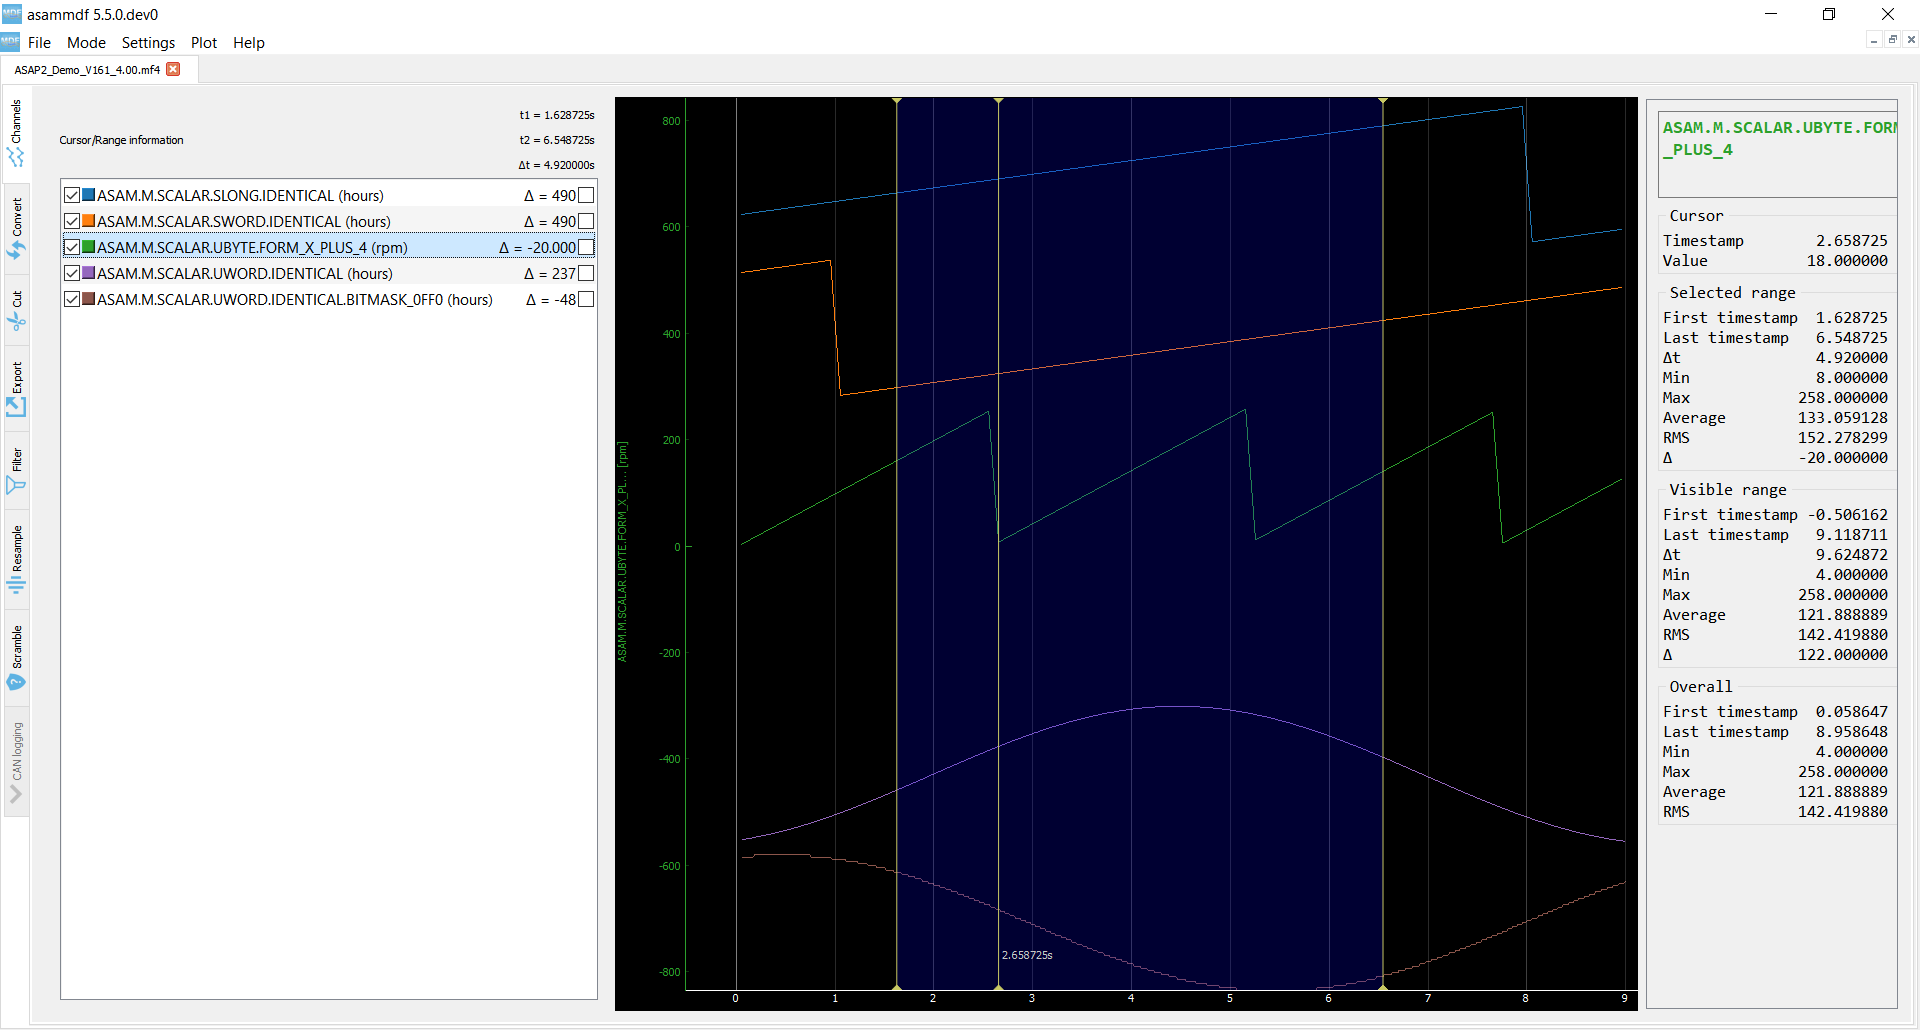 asammdf 5.5.0.dev0
File Mode Settings Plot Help
ASAP2_Demo_V161_4.00.mf4
Channels
Convert
Cut
Export
Filter
Resample
Scramble
CAN logging
Cursor/Range information
t1 = 1.628725s
t2 = 6.548725s
Δt = 4.920000s
ASAM.M.SCALAR.SLONG.IDENTICAL (hours) Δ = 490
ASAM.M.SCALAR.SWORD.IDENTICAL (hours) Δ = 490
ASAM.M.SCALAR.UBYTE.FORM_X_PLUS_4 (rpm) Δ = -20.000
ASAM.M.SCALAR.UWORD.IDENTICAL (hours) Δ = 237
ASAM.M.SCALAR.UWORD.IDENTICAL.BITMASK_0FF0 (hours) Δ = -48
ASAM.M.SCALAR.UBYTE.FORM_X_PL... [rpm]
800
600
400
200
0
-200
-400
-600
-800
2.658725s
0 1 2 3 4 5 6 7 8 9
ASAM.M.SCALAR.UBYTE.FORM
_PLUS_4
Cursor
Timestamp 2.658725
Value 18.000000
Selected range
First timestamp 1.628725
Last timestamp 6.548725
Δt 4.920000
Min 8.000000
Max 258.000000
Average 133.059128
RMS 152.278299
Δ -20.000000
Visible range
First timestamp -0.506162
Last timestamp 9.118711
Δt 9.624872
Min 4.000000
Max 258.000000
Average 121.888889
RMS 142.419880
Δ 122.000000
Overall
First timestamp 0.058647
Last timestamp 8.958648
Min 4.000000
Max 258.000000
Average 121.888889
RMS 142.419880